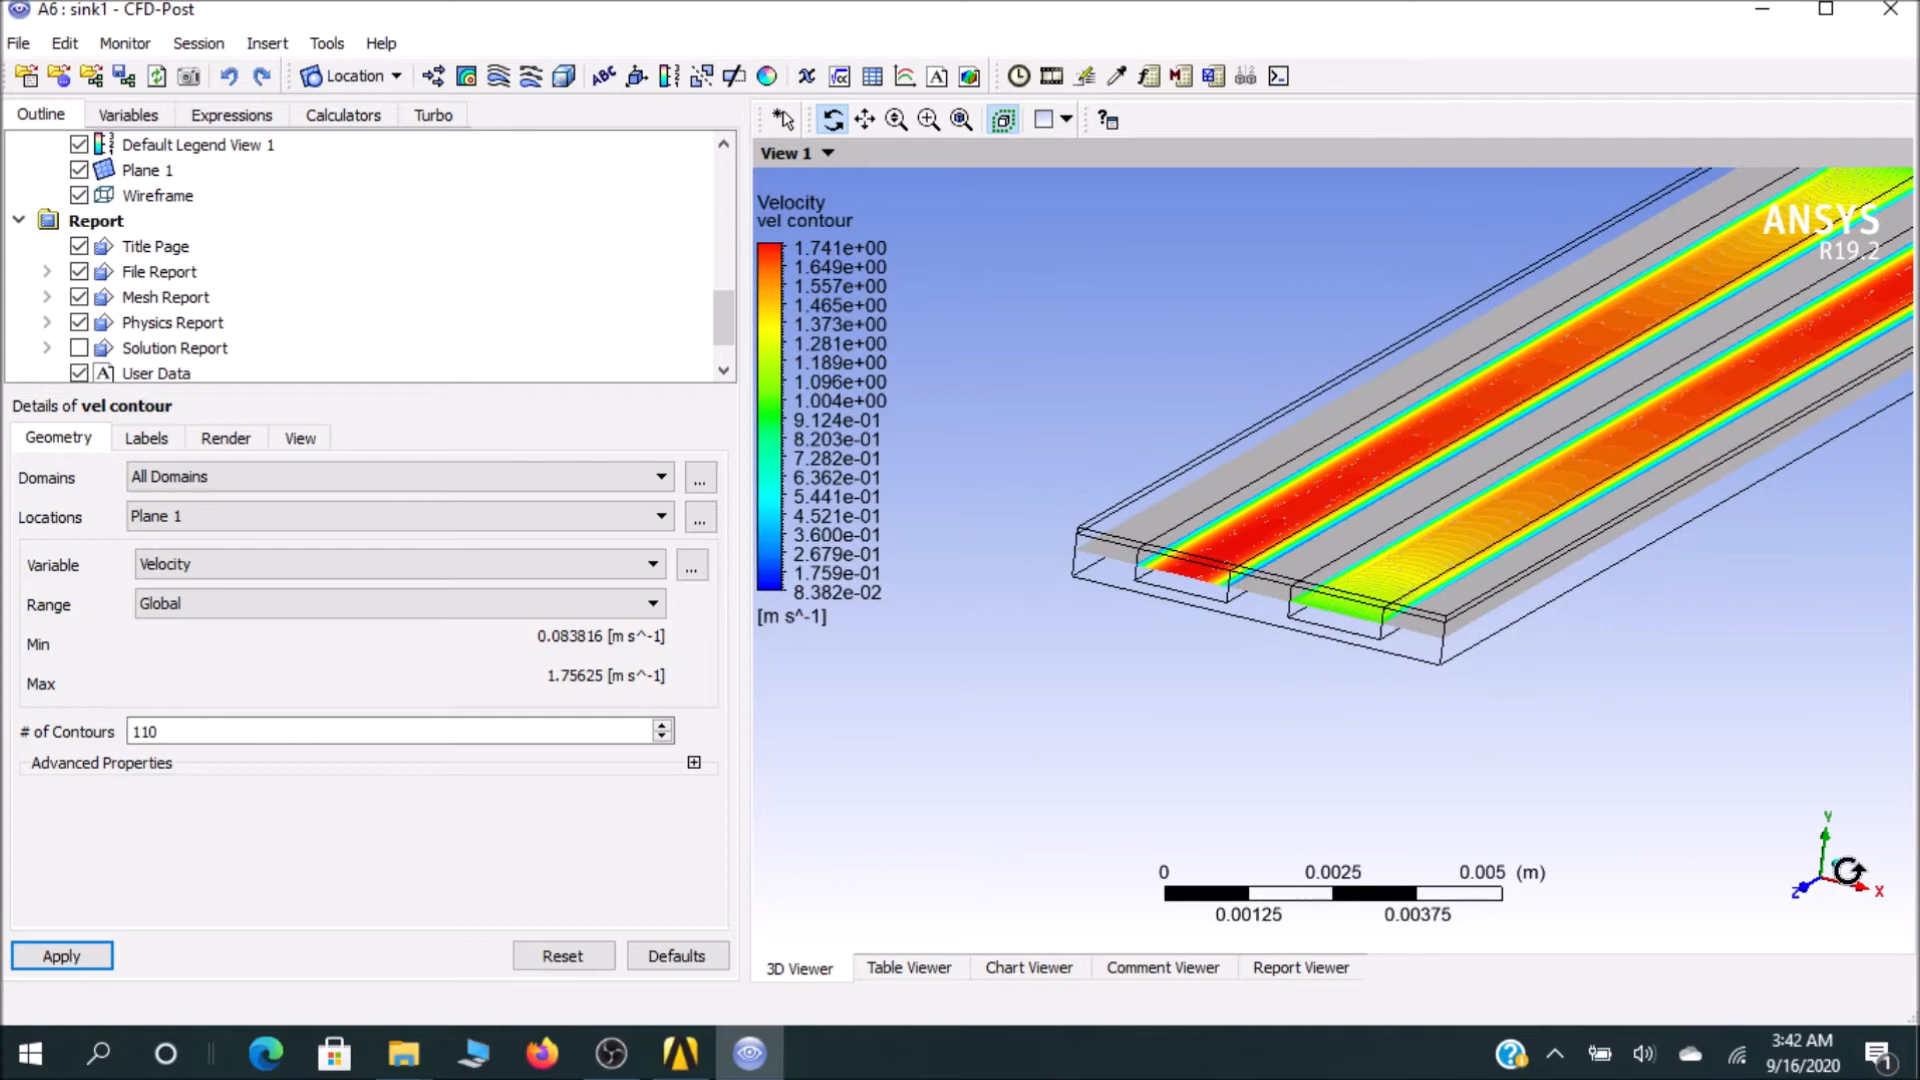 A6 : sink1 - CFD-Post
File Edit Monitor Session Insert Tools Help
Location
Outline Variables Expressions Calculators Turbo
Default Legend View 1
Plane 1
Wireframe
Report
Title Page
File Report
Mesh Report
Physics Report
Solution Report
User Data
Details of vel contour
Geometry Labels Render View
Domains All Domains ...
Locations Plane 1 ...
Variable Velocity ...
Range Global
Min 0.083816 [m s^-1]
Max 1.75625 [m s^-1]
# of Contours 110
Advanced Properties
Apply Reset Defaults
View 1
Velocity
vel contour
1.741e+00
1.649e+00
1.557e+00
1.465e+00
1.373e+00
1.281e+00
1.189e+00
1.096e+00
1.004e+00
9.124e-01
8.203e-01
7.282e-01
6.362e-01
5.441e-01
4.521e-01
3.600e-01
2.679e-01
1.759e-01
8.382e-02
[m s^-1]
ANSYS
R19.2
0 0.0025 0.005 (m)
0.00125 0.00375
Y
Z X
3D Viewer Table Viewer Chart Viewer Comment Viewer Report Viewer
3:42 AM
9/16/2020
1